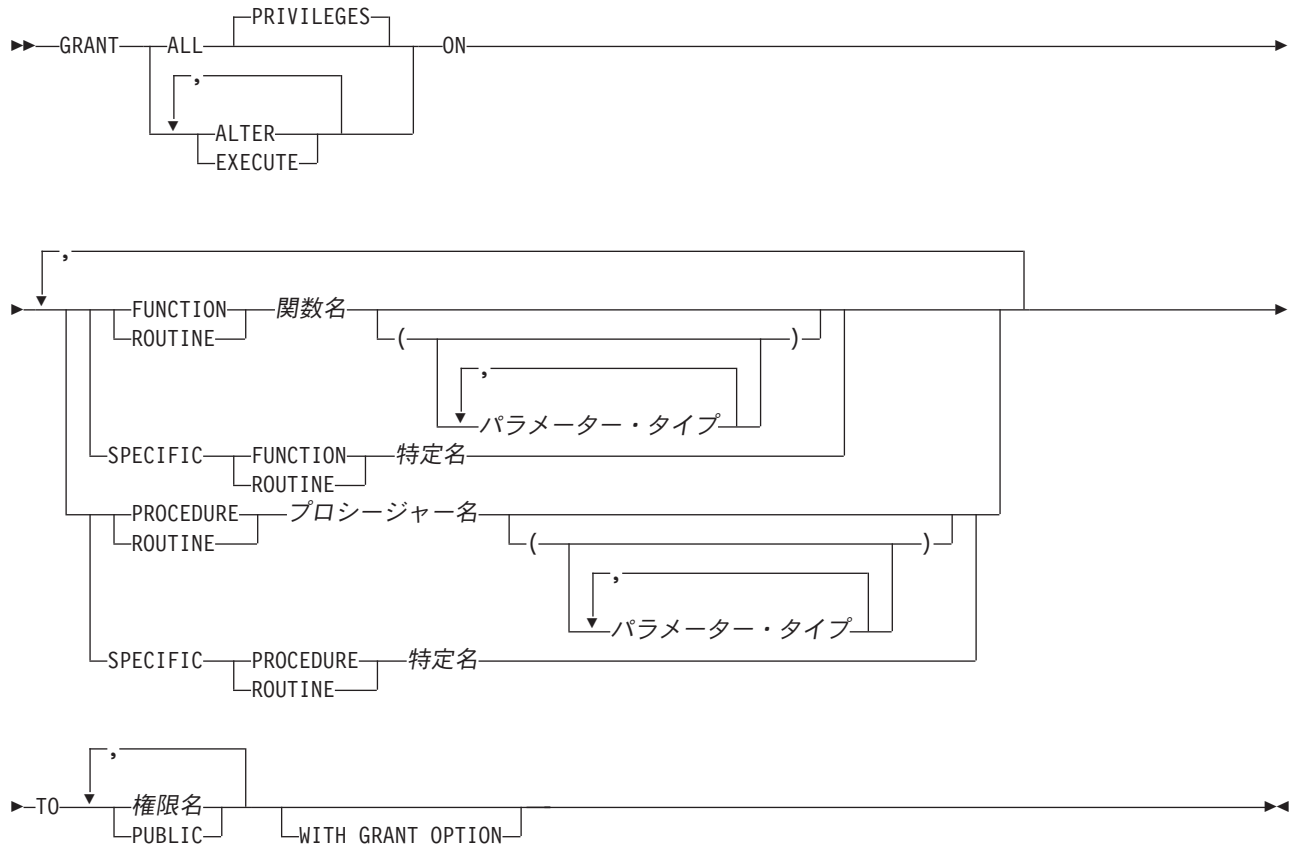 PRIVILEGES
GRANT ALL ON
,
ALTER
EXECUTE
,
FUNCTION 関数名
ROUTINE ( )
,
パラメーター・タイプ
SPECIFIC FUNCTION 特定名
ROUTINE
PROCEDURE プロシージャー名
ROUTINE ( )
,
パラメーター・タイプ
SPECIFIC PROCEDURE 特定名
ROUTINE
,
TO 権限名
PUBLIC WITH GRANT OPTION